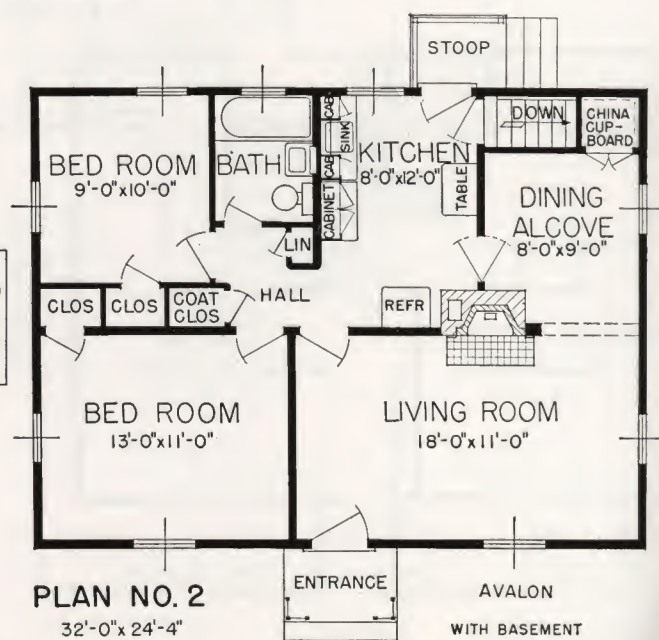 STOOP
BED ROOM
9'-0"x10'-0"
BATH
CAB
SINK
CAB
CABINET
KITCHEN
8'-0"x12'-0"
TABLE
DOWN
CHINA
CUP-
BOARD
DINING
ALCOVE
8'-0"x9'-0"
LIN
HALL
CLOS
CLOS
COAT
CLOS
REFR
BED ROOM
13'-0"x11'-0"
LIVING ROOM
18'-0"x11'-0"
ENTRANCE
PLAN NO. 2
32'-0"x 24'-4"
AVALON
WITH BASEMENT